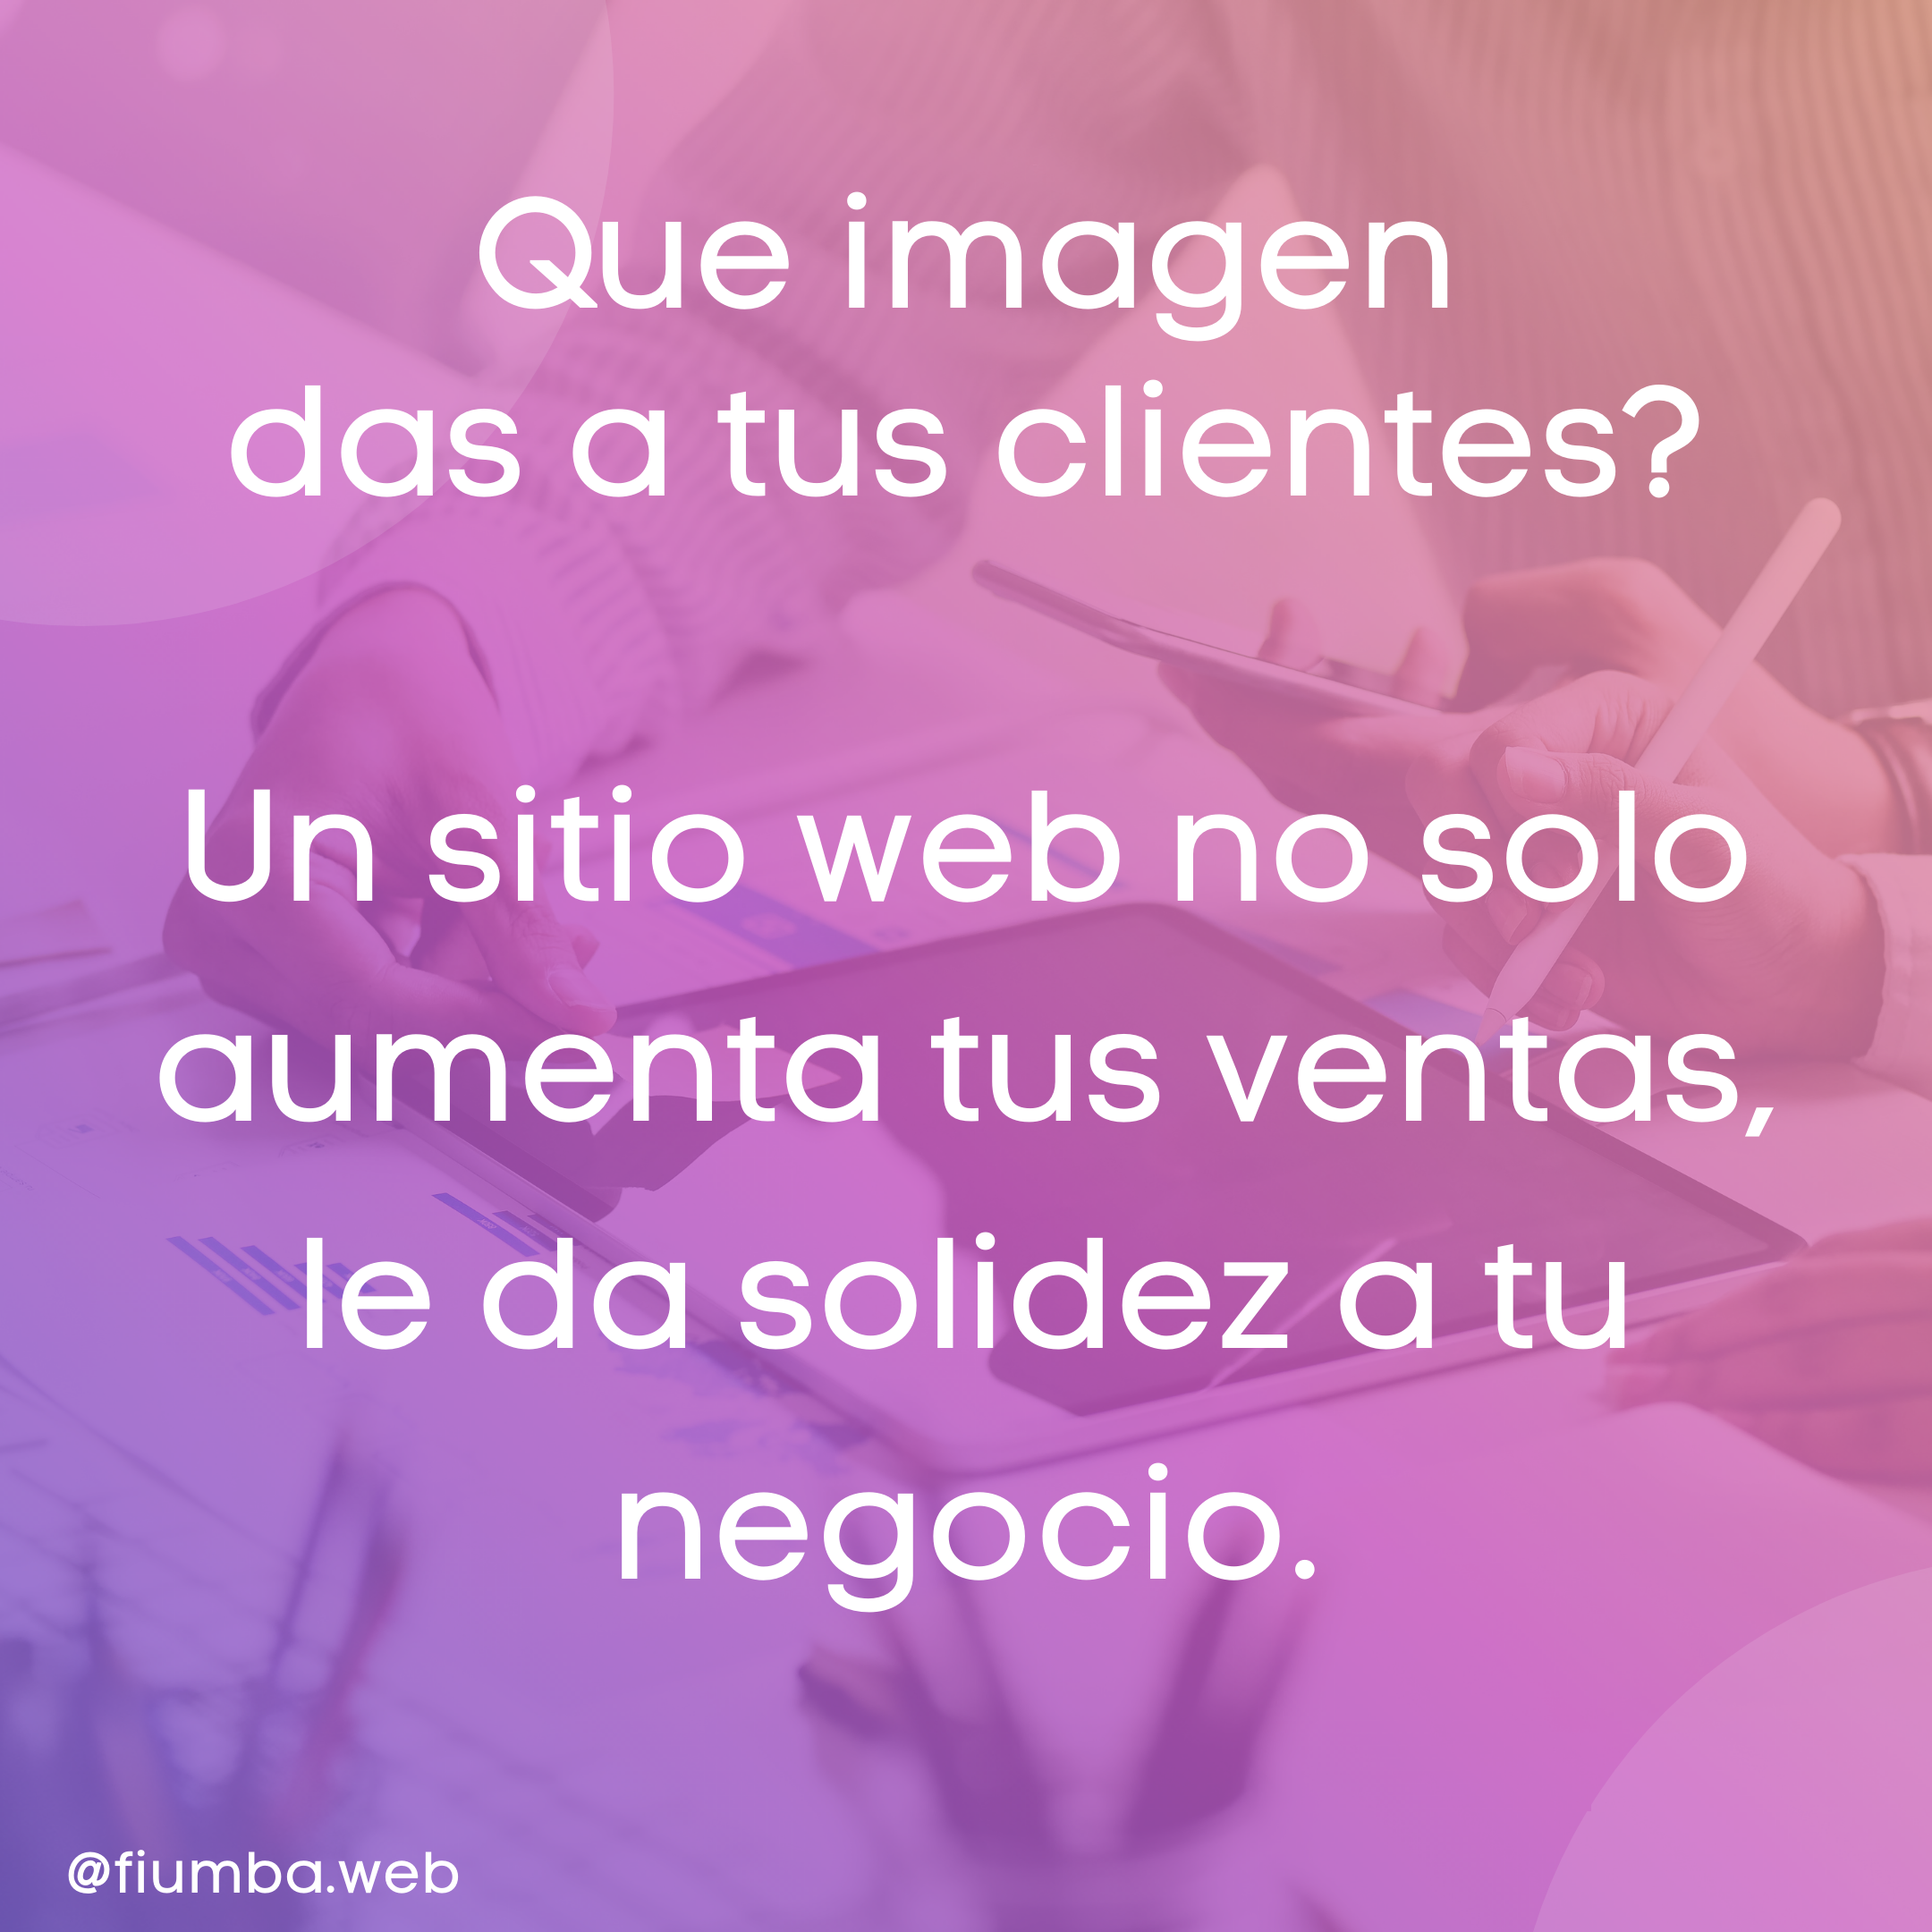 Que imagen
das a tus clientes?
Un sitio web no solo
aumenta tus ventas,
le da solidez a tu
negocio.
@fiumba.web